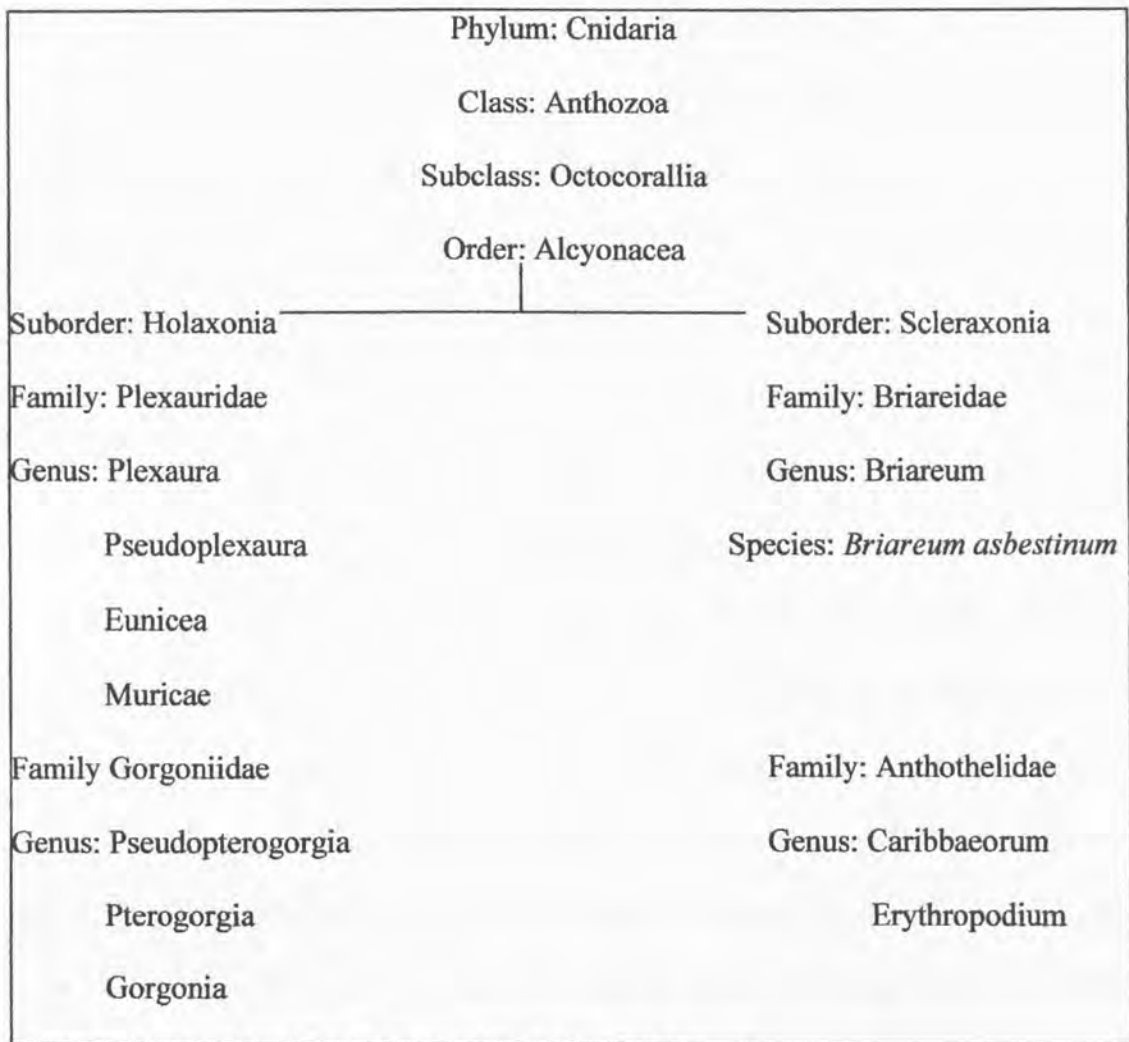 Phylum: Cnidaria
Class: Anthozoa
Subclass: Octocorallia
Order: Alcyonacea
Suborder: Holaxonia
Suborder: Scleraxonia
Family: Plexauridae
Family: Briareidae
Genus: Plexaura
Genus: Briareum
Pseudoplexaura
Species: Briareum asbestinum
Eunicea
Muricae
Family Gorgoniidae
Family: Anthothelidae
Genus: Pseudopterogorgia
Genus: Caribbaeorum
Pterogorgia
Erythropodium
Gorgonia